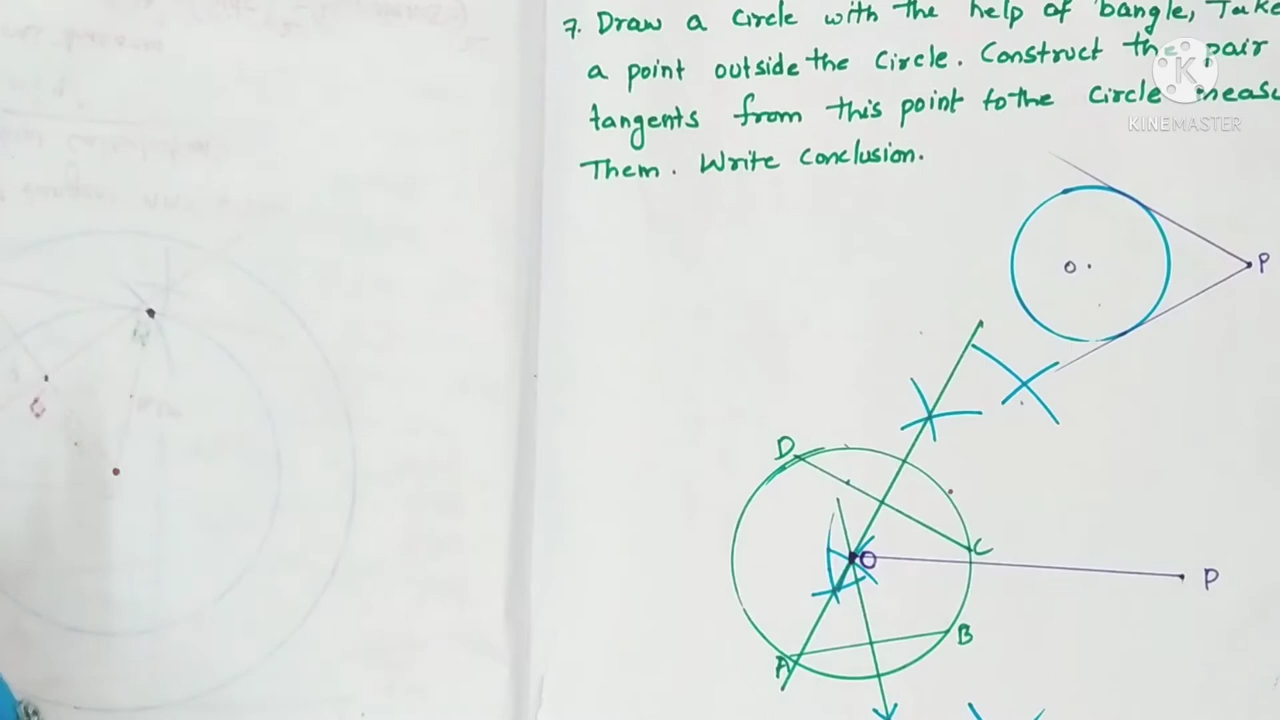 7. Draw a circle with the help of bangle, Take
a point outside the circle. Construct the pair
tangents from this point to the circle measu
Them. Write conclusion.
K
KINEMASTER
O
P
D
O
C
P
B
A